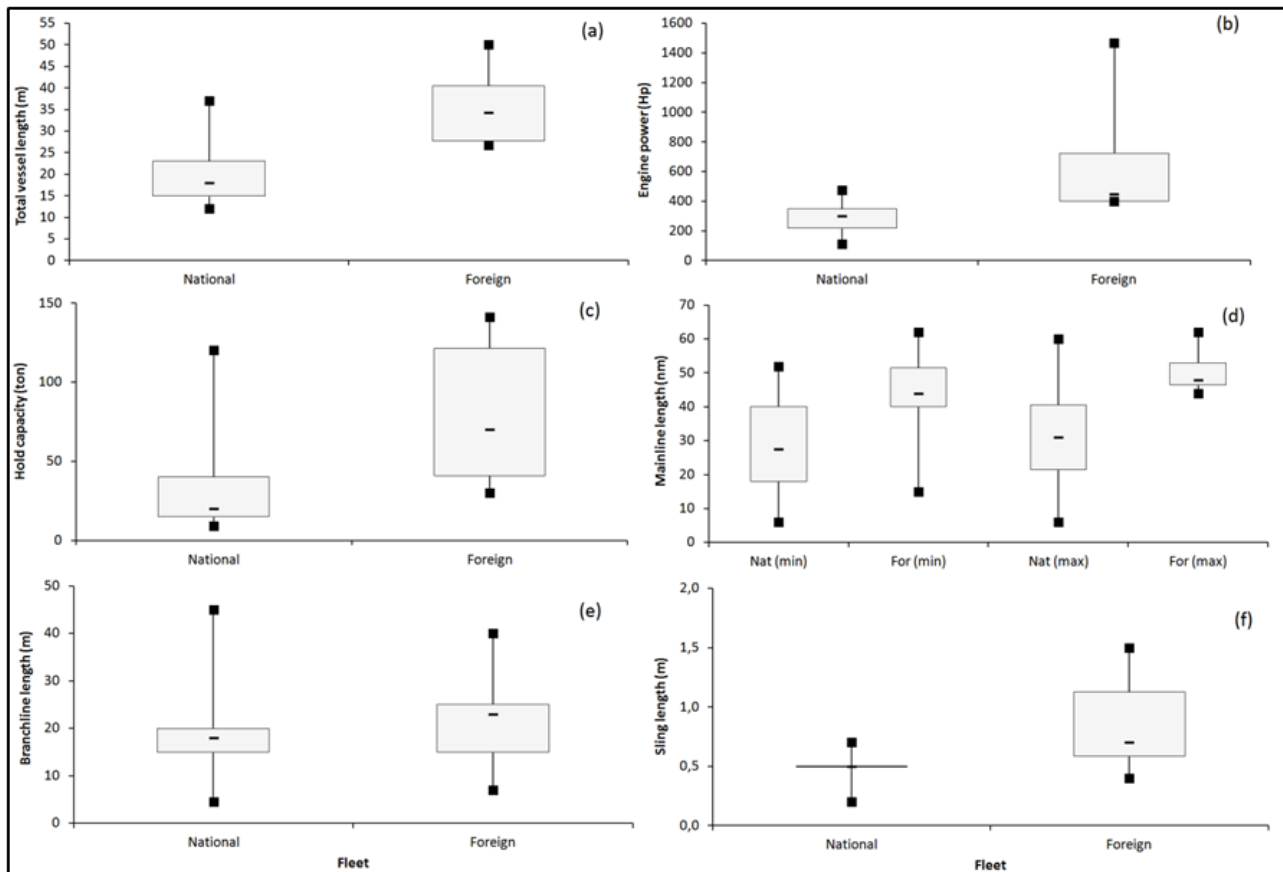 (a)
Total vessel length (m)
55
50
45
40
35
30
25
20
15
10
5
0
National Foreign
(b)
Engine power (Hp)
1600
1400
1200
1000
800
600
400
200
0
National Foreign
(c)
Hold capacity (ton)
150
100
50
0
National Foreign
(d)
Mainline length (nm)
70
60
50
40
30
20
10
0
Nat (min) For (min) Nat (max) For (max)
(e)
Branchline length (m)
50
40
30
20
10
0
National Foreign
Fleet
(f)
Sling length (m)
2,0
1,5
1,0
0,5
0,0
National Foreign
Fleet